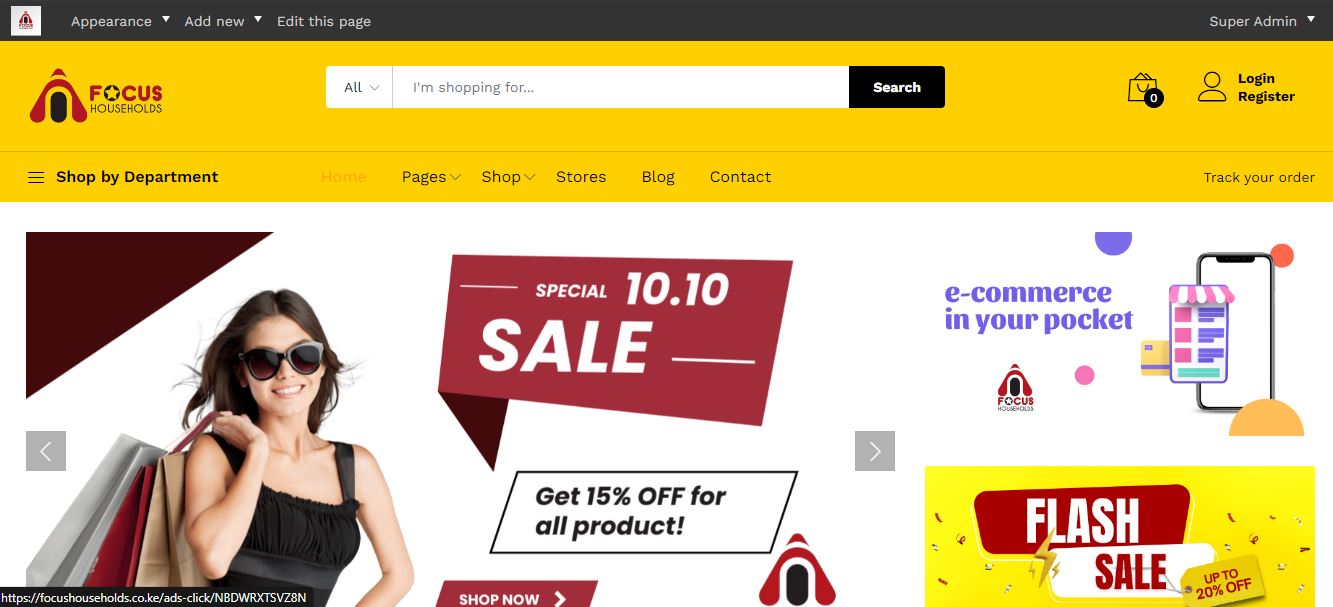 Appearance Add new Edit this page Super Admin
FOCUS
HOUSEHOLDS
All I'm shopping for... Search
0
Login
Register
Shop by Department Home Pages Shop Stores Blog Contact Track your order
SPECIAL 10.10
SALE
Get 15% OFF for
all product!
SHOP NOW
e-commerce
in your pocket
FOCUS
HOUSEHOLDS
FLASH
SALE
UP TO
20% OFF
https://focushouseholds.co.ke/ads-click/NBDWRXTSVZ8N